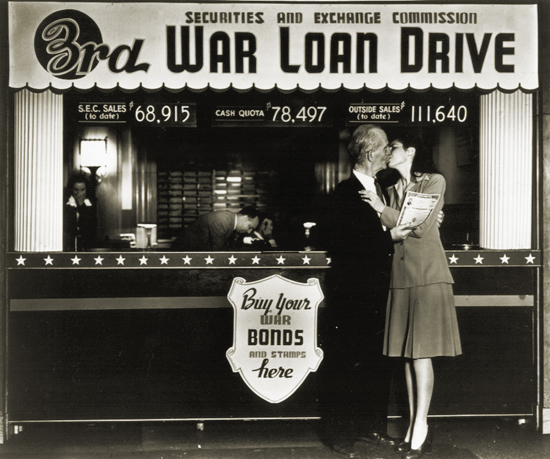 SECURITIES AND EXCHANGE COMMISSION
3rd WAR LOAN DRIVE
S.E.C. SALES $ 68,915
(to date)
CASH QUOTA $ 78,497
OUTSIDE SALES $ 111,640
(to date)
Buy Your
WAR
BONDS
AND STAMPS
here